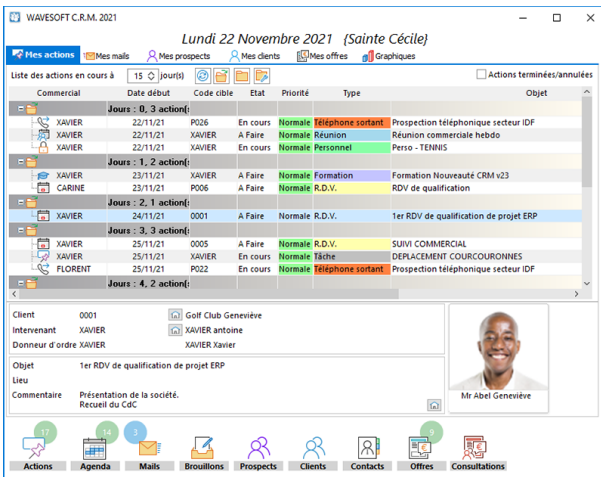 WAVESOFT C.R.M. 2021
Lundi 22 Novembre 2021 {Sainte Cécile}
Mes actions Mes mails Mes prospects Mes clients Mes offres Graphiques
Liste des actions en cours à 15 jour(s) Actions terminées/annulées
Commercial Date début Code cible Etat Priorité Type Objet
Jours : 0, 3 action(s
XAVIER 22/11/21 P026 En cours Normale Téléphone sortant Prospection téléphonique secteur IDF
XAVIER 22/11/21 XAVIER A Faire Normale Réunion Réunion commerciale hebdo
XAVIER 22/11/21 XAVIER En cours Normale Personnel Perso - TENNIS
Jours : 1, 2 action(s
XAVIER 23/11/21 XAVIER A Faire Normale Formation Formation Nouveauté CRM v23
CARINE 23/11/21 P006 A Faire Normale R.D.V. RDV de qualification
Jours : 2, 1 action(s
XAVIER 24/11/21 0001 A Faire Normale R.D.V. 1er RDV de qualification de projet ERP
Jours : 3, 3 action(s
XAVIER 25/11/21 0005 A Faire Normale R.D.V. SUIVI COMMERCIAL
XAVIER 25/11/21 XAVIER En cours Normale Tâche DEPLACEMENT COURCOURONNES
FLORENT 25/11/21 P022 En cours Normale Téléphone sortant Prospection téléphonique secteur IDF
Jours : 4, 2 action(s
Client 0001 Golf Club Geneviève
Intervenant XAVIER XAVIER antoine
Donneur d'ordre XAVIER XAVIER Xavier
Objet 1er RDV de qualification de projet ERP
Lieu
Commentaire Présentation de la société.
Recueil du CdC
Mr Abel Geneviève
17 14 3 9
Actions Agenda Mails Brouillons Prospects Clients Contacts Offres Consultations